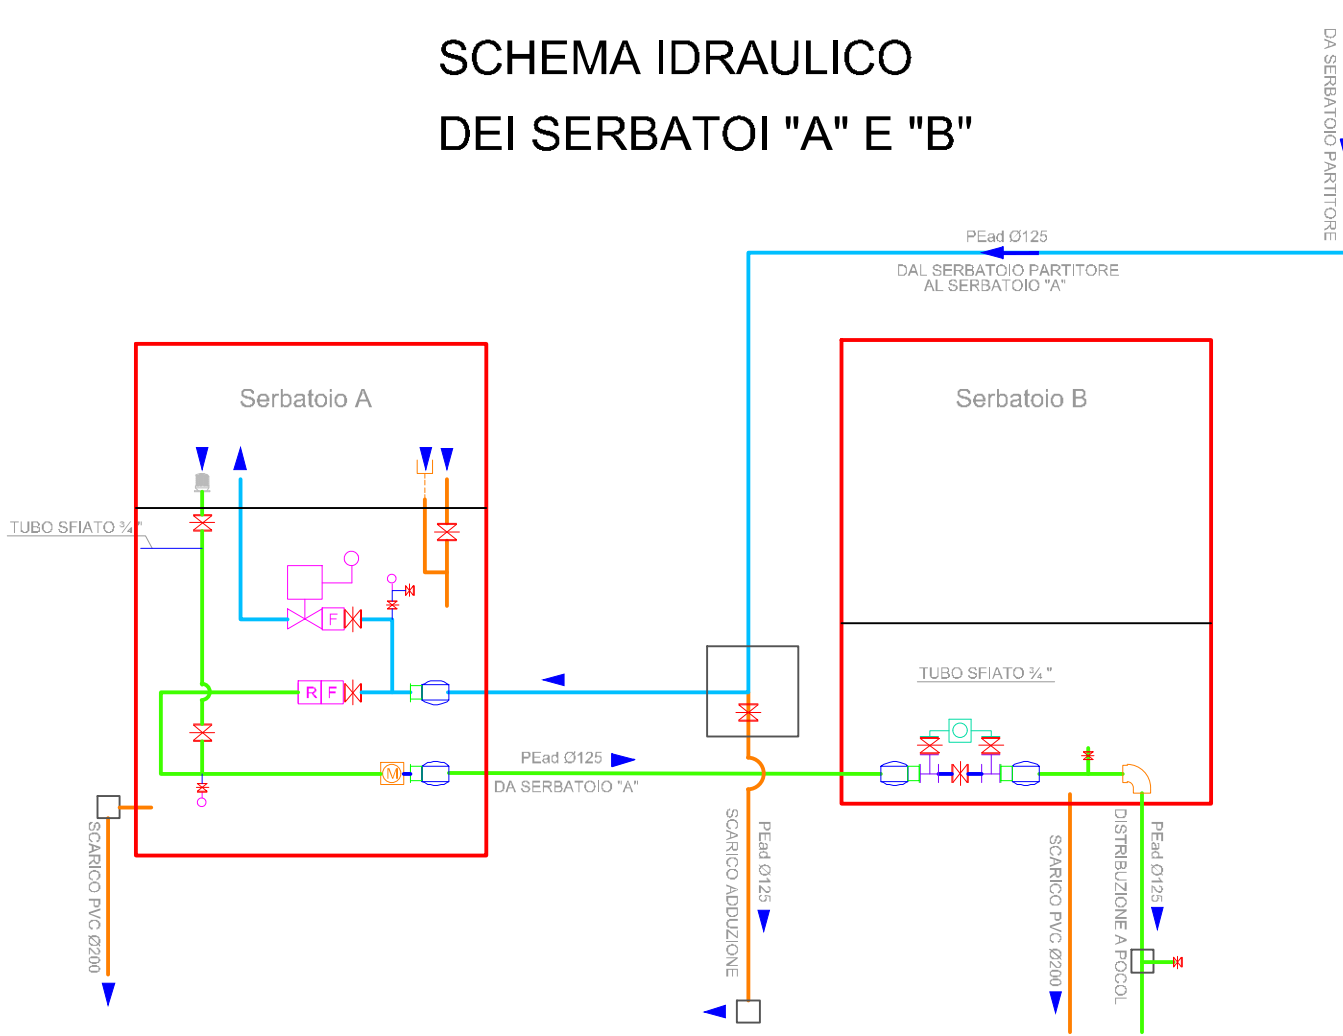 SCHEMA IDRAULICO
DEI SERBATOI "A" E "B"
DA SERBATOIO PARTITORE
PEad Ø125
DAL SERBATOIO PARTITORE
AL SERBATOIO "A"
Serbatoio A
Serbatoio B
TUBO SFIATO ¾"
F
R F
TUBO SFIATO ¾"
M
PEad Ø125
DA SERBATOIO "A"
SCARICO PVC Ø200
SCARICO ADDUZIONE
PEad Ø125
SCARICO PVC Ø200
DISTRIBUZIONE A POCOL
PEad Ø125